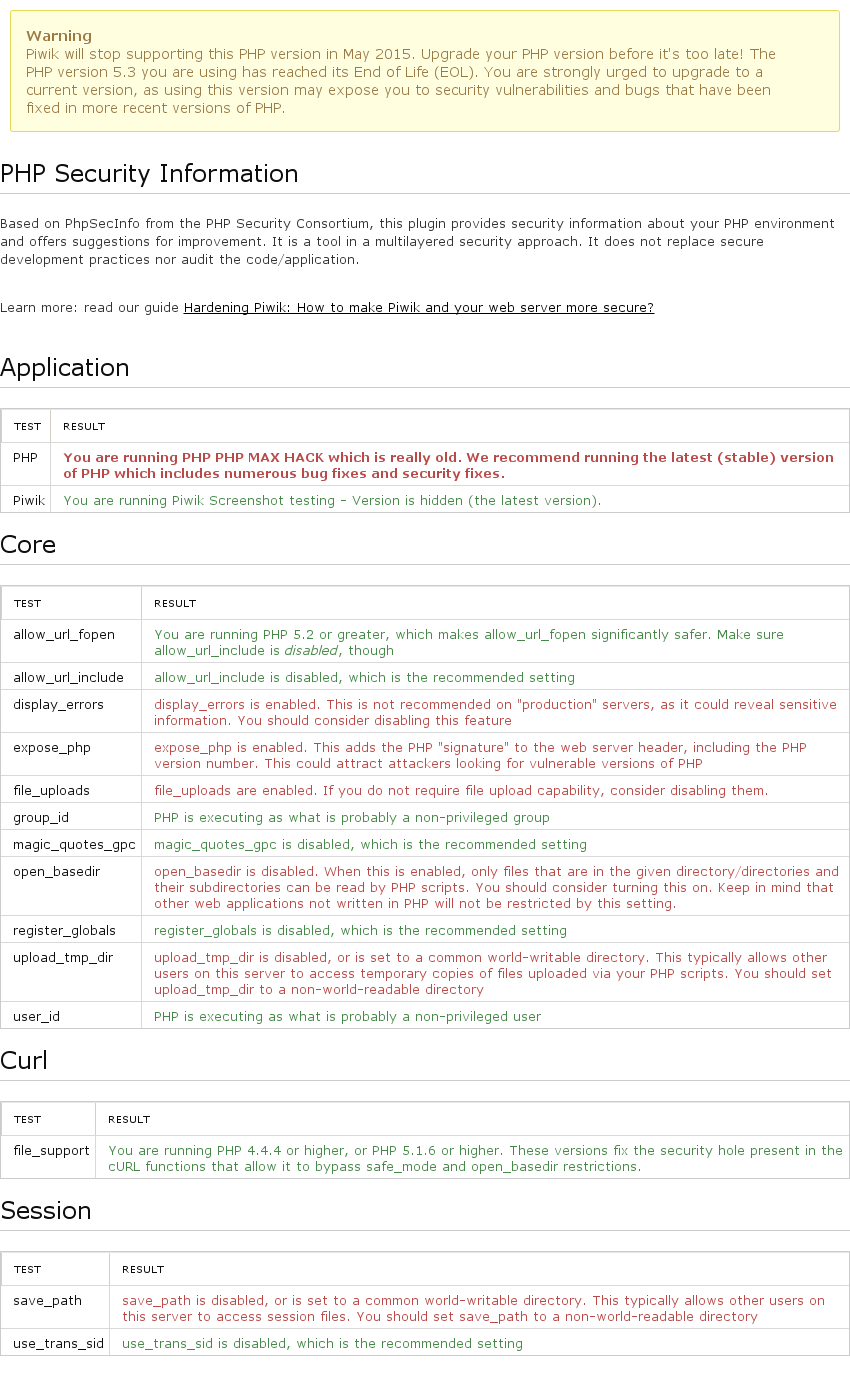 Warning
Piwik will stop supporting this PHP version in May 2015. Upgrade your PHP version before it's too late! The
PHP version 5.3 you are using has reached its End of Life (EOL). You are strongly urged to upgrade to a
current version, as using this version may expose you to security vulnerabilities and bugs that have been
fixed in more recent versions of PHP.
PHP Security Information
Based on PhpSecInfo from the PHP Security Consortium, this plugin provides security information about your PHP environment
and offers suggestions for improvement. It is a tool in a multilayered security approach. It does not replace secure
development practices nor audit the code/application.
Learn more: read our guide Hardening Piwik: How to make Piwik and your web server more secure?
Application
TEST RESULT
PHP You are running PHP PHP MAX HACK which is really old. We recommend running the latest (stable) version
of PHP which includes numerous bug fixes and security fixes.
Piwik You are running Piwik Screenshot testing - Version is hidden (the latest version).
Core
TEST RESULT
allow_url_fopen You are running PHP 5.2 or greater, which makes allow_url_fopen significantly safer. Make sure
allow_url_include is disabled, though
allow_url_include allow_url_include is disabled, which is the recommended setting
display_errors display_errors is enabled. This is not recommended on "production" servers, as it could reveal sensitive
information. You should consider disabling this feature
expose_php expose_php is enabled. This adds the PHP "signature" to the web server header, including the PHP
version number. This could attract attackers looking for vulnerable versions of PHP
file_uploads file_uploads are enabled. If you do not require file upload capability, consider disabling them.
group_id PHP is executing as what is probably a non-privileged group
magic_quotes_gpc magic_quotes_gpc is disabled, which is the recommended setting
open_basedir open_basedir is disabled. When this is enabled, only files that are in the given directory/directories and
their subdirectories can be read by PHP scripts. You should consider turning this on. Keep in mind that
other web applications not written in PHP will not be restricted by this setting.
register_globals register_globals is disabled, which is the recommended setting
upload_tmp_dir upload_tmp_dir is disabled, or is set to a common world-writable directory. This typically allows other
users on this server to access temporary copies of files uploaded via your PHP scripts. You should set
upload_tmp_dir to a non-world-readable directory
user_id PHP is executing as what is probably a non-privileged user
Curl
TEST RESULT
file_support You are running PHP 4.4.4 or higher, or PHP 5.1.6 or higher. These versions fix the security hole present in the
cURL functions that allow it to bypass safe_mode and open_basedir restrictions.
Session
TEST RESULT
save_path save_path is disabled, or is set to a common world-writable directory. This typically allows other users on
this server to access session files. You should set save_path to a non-world-readable directory
use_trans_sid use_trans_sid is disabled, which is the recommended setting